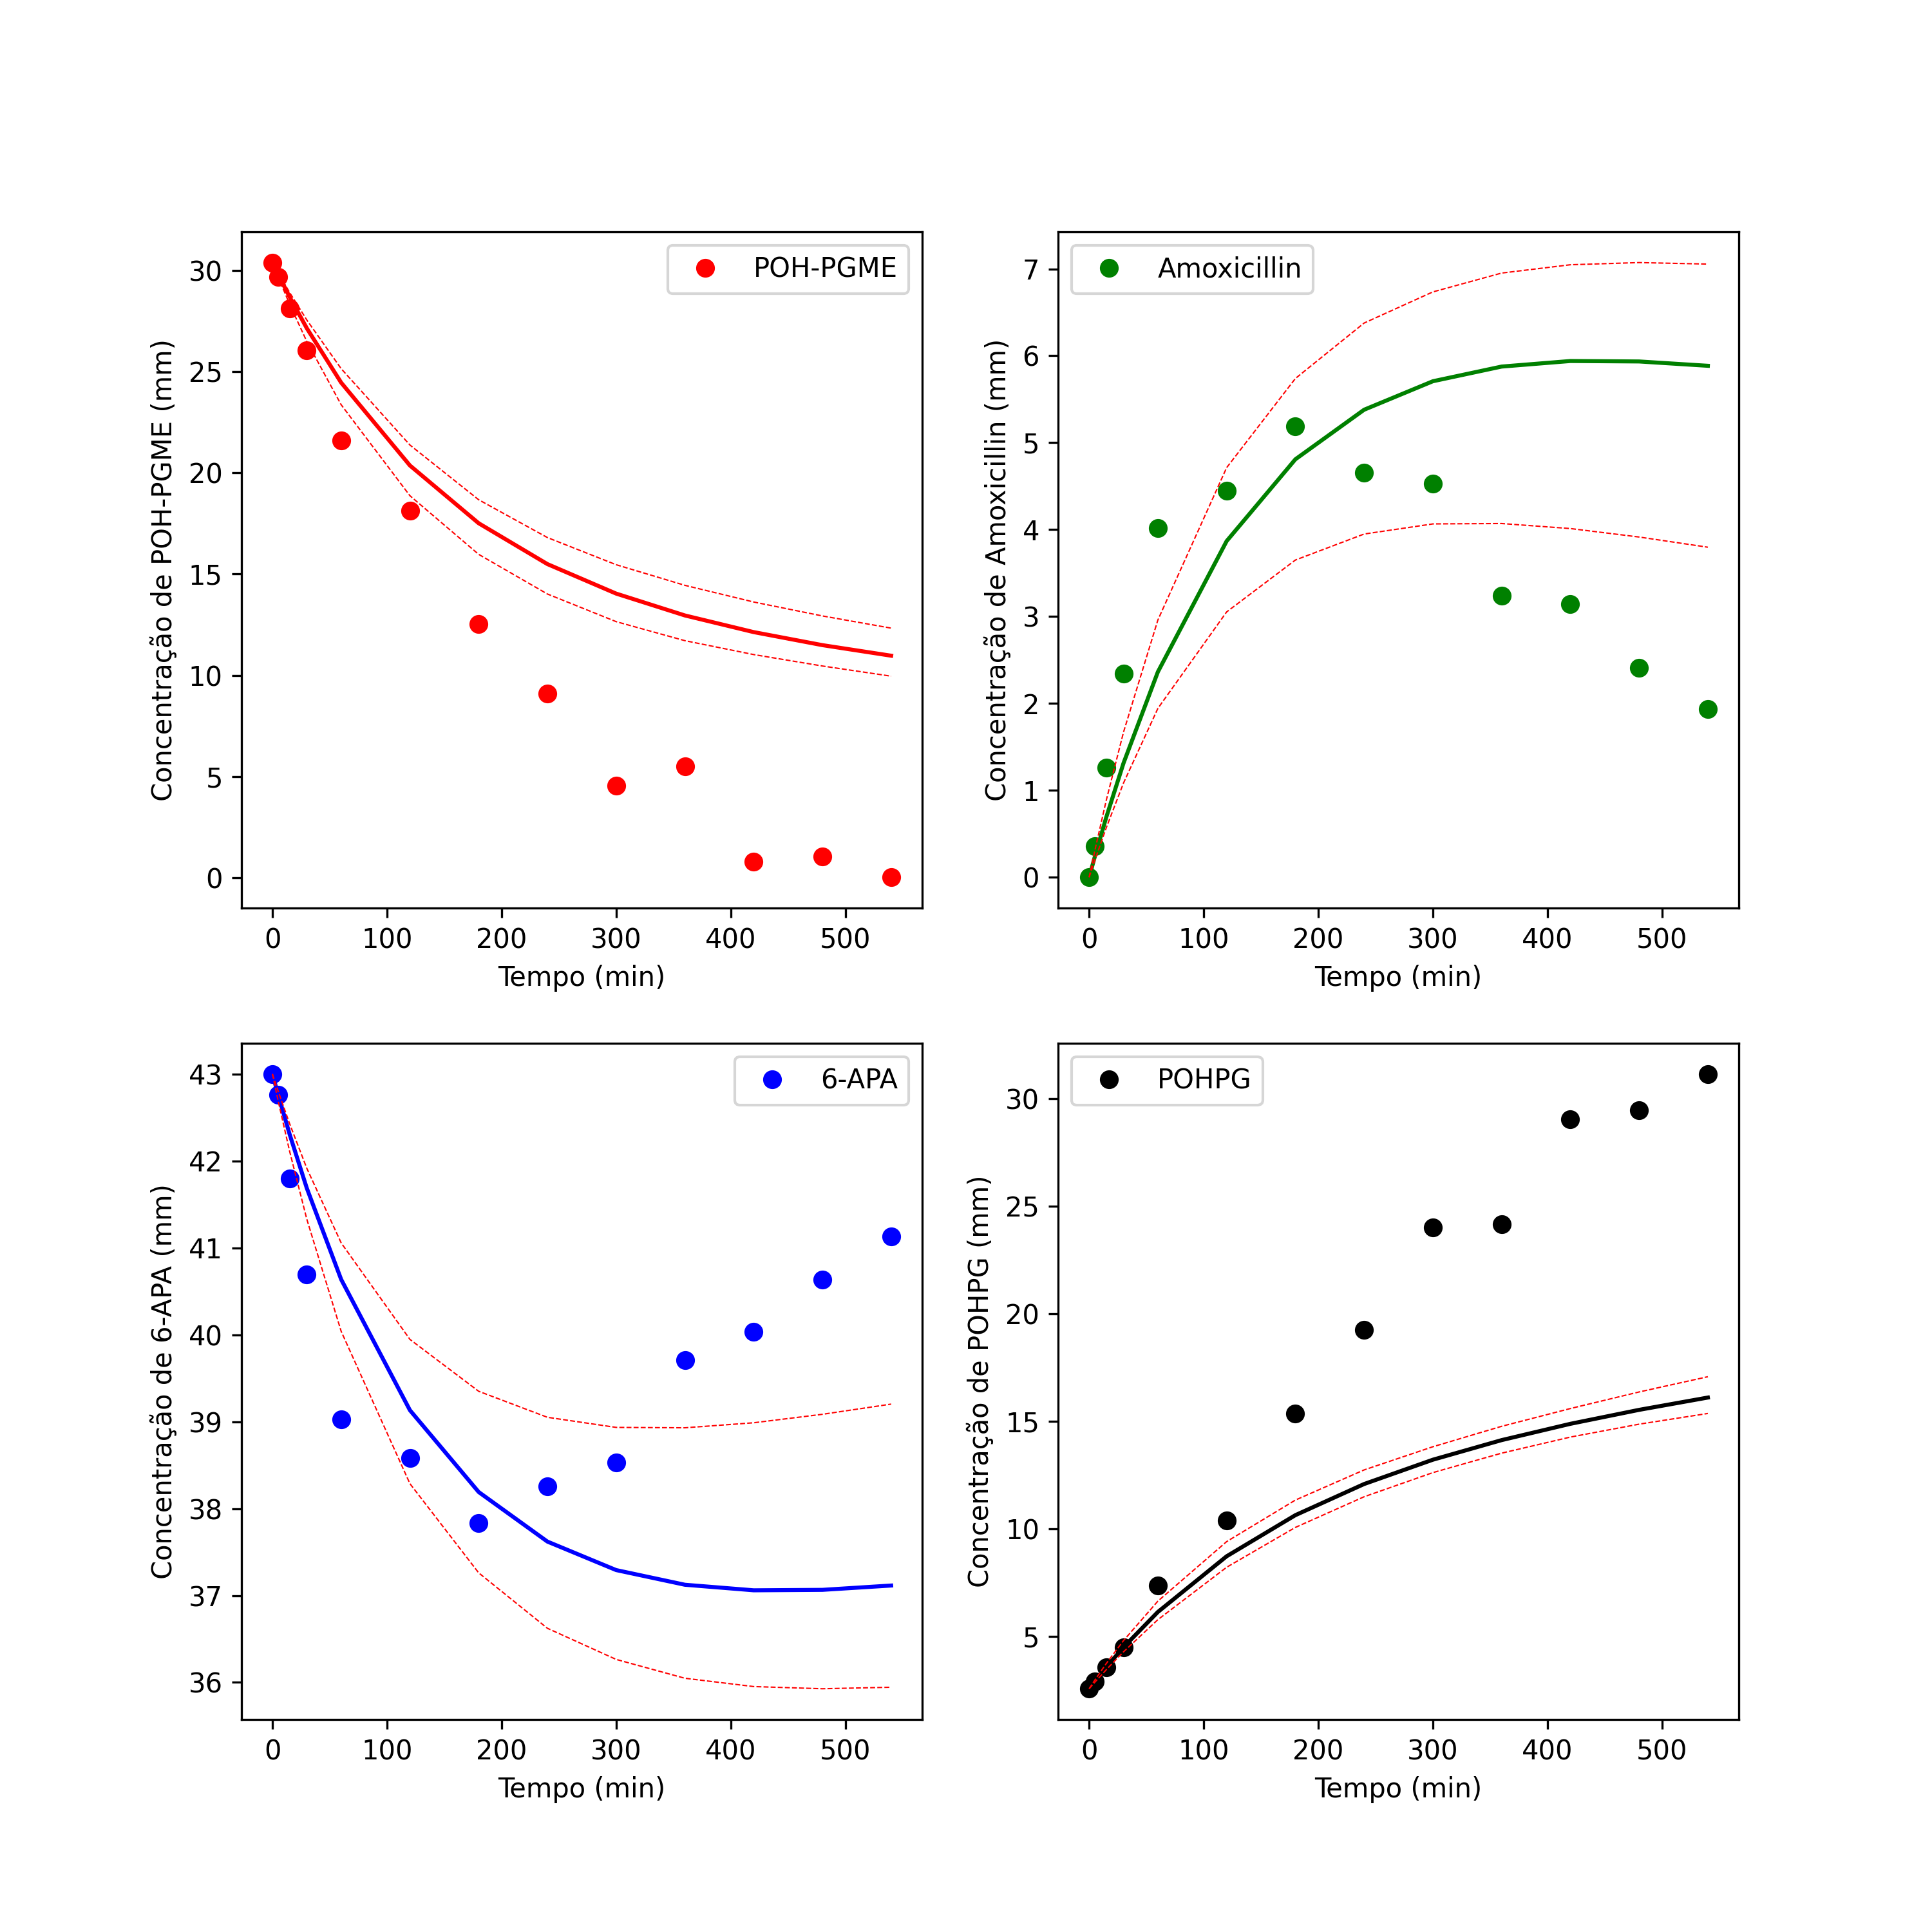 POH-PGME
Concentração de POH-PGME (mm)
30
25
20
15
10
5
0
0 100 200 300 400 500
Tempo (min)
Amoxicillin
Concentração de Amoxicillin (mm)
7
6
5
4
3
2
1
0
0 100 200 300 400 500
Tempo (min)
6-APA
Concentração de 6-APA (mm)
43
42
41
40
39
38
37
36
0 100 200 300 400 500
Tempo (min)
POHPG
Concentração de POHPG (mm)
30
25
20
15
10
5
0 100 200 300 400 500
Tempo (min)